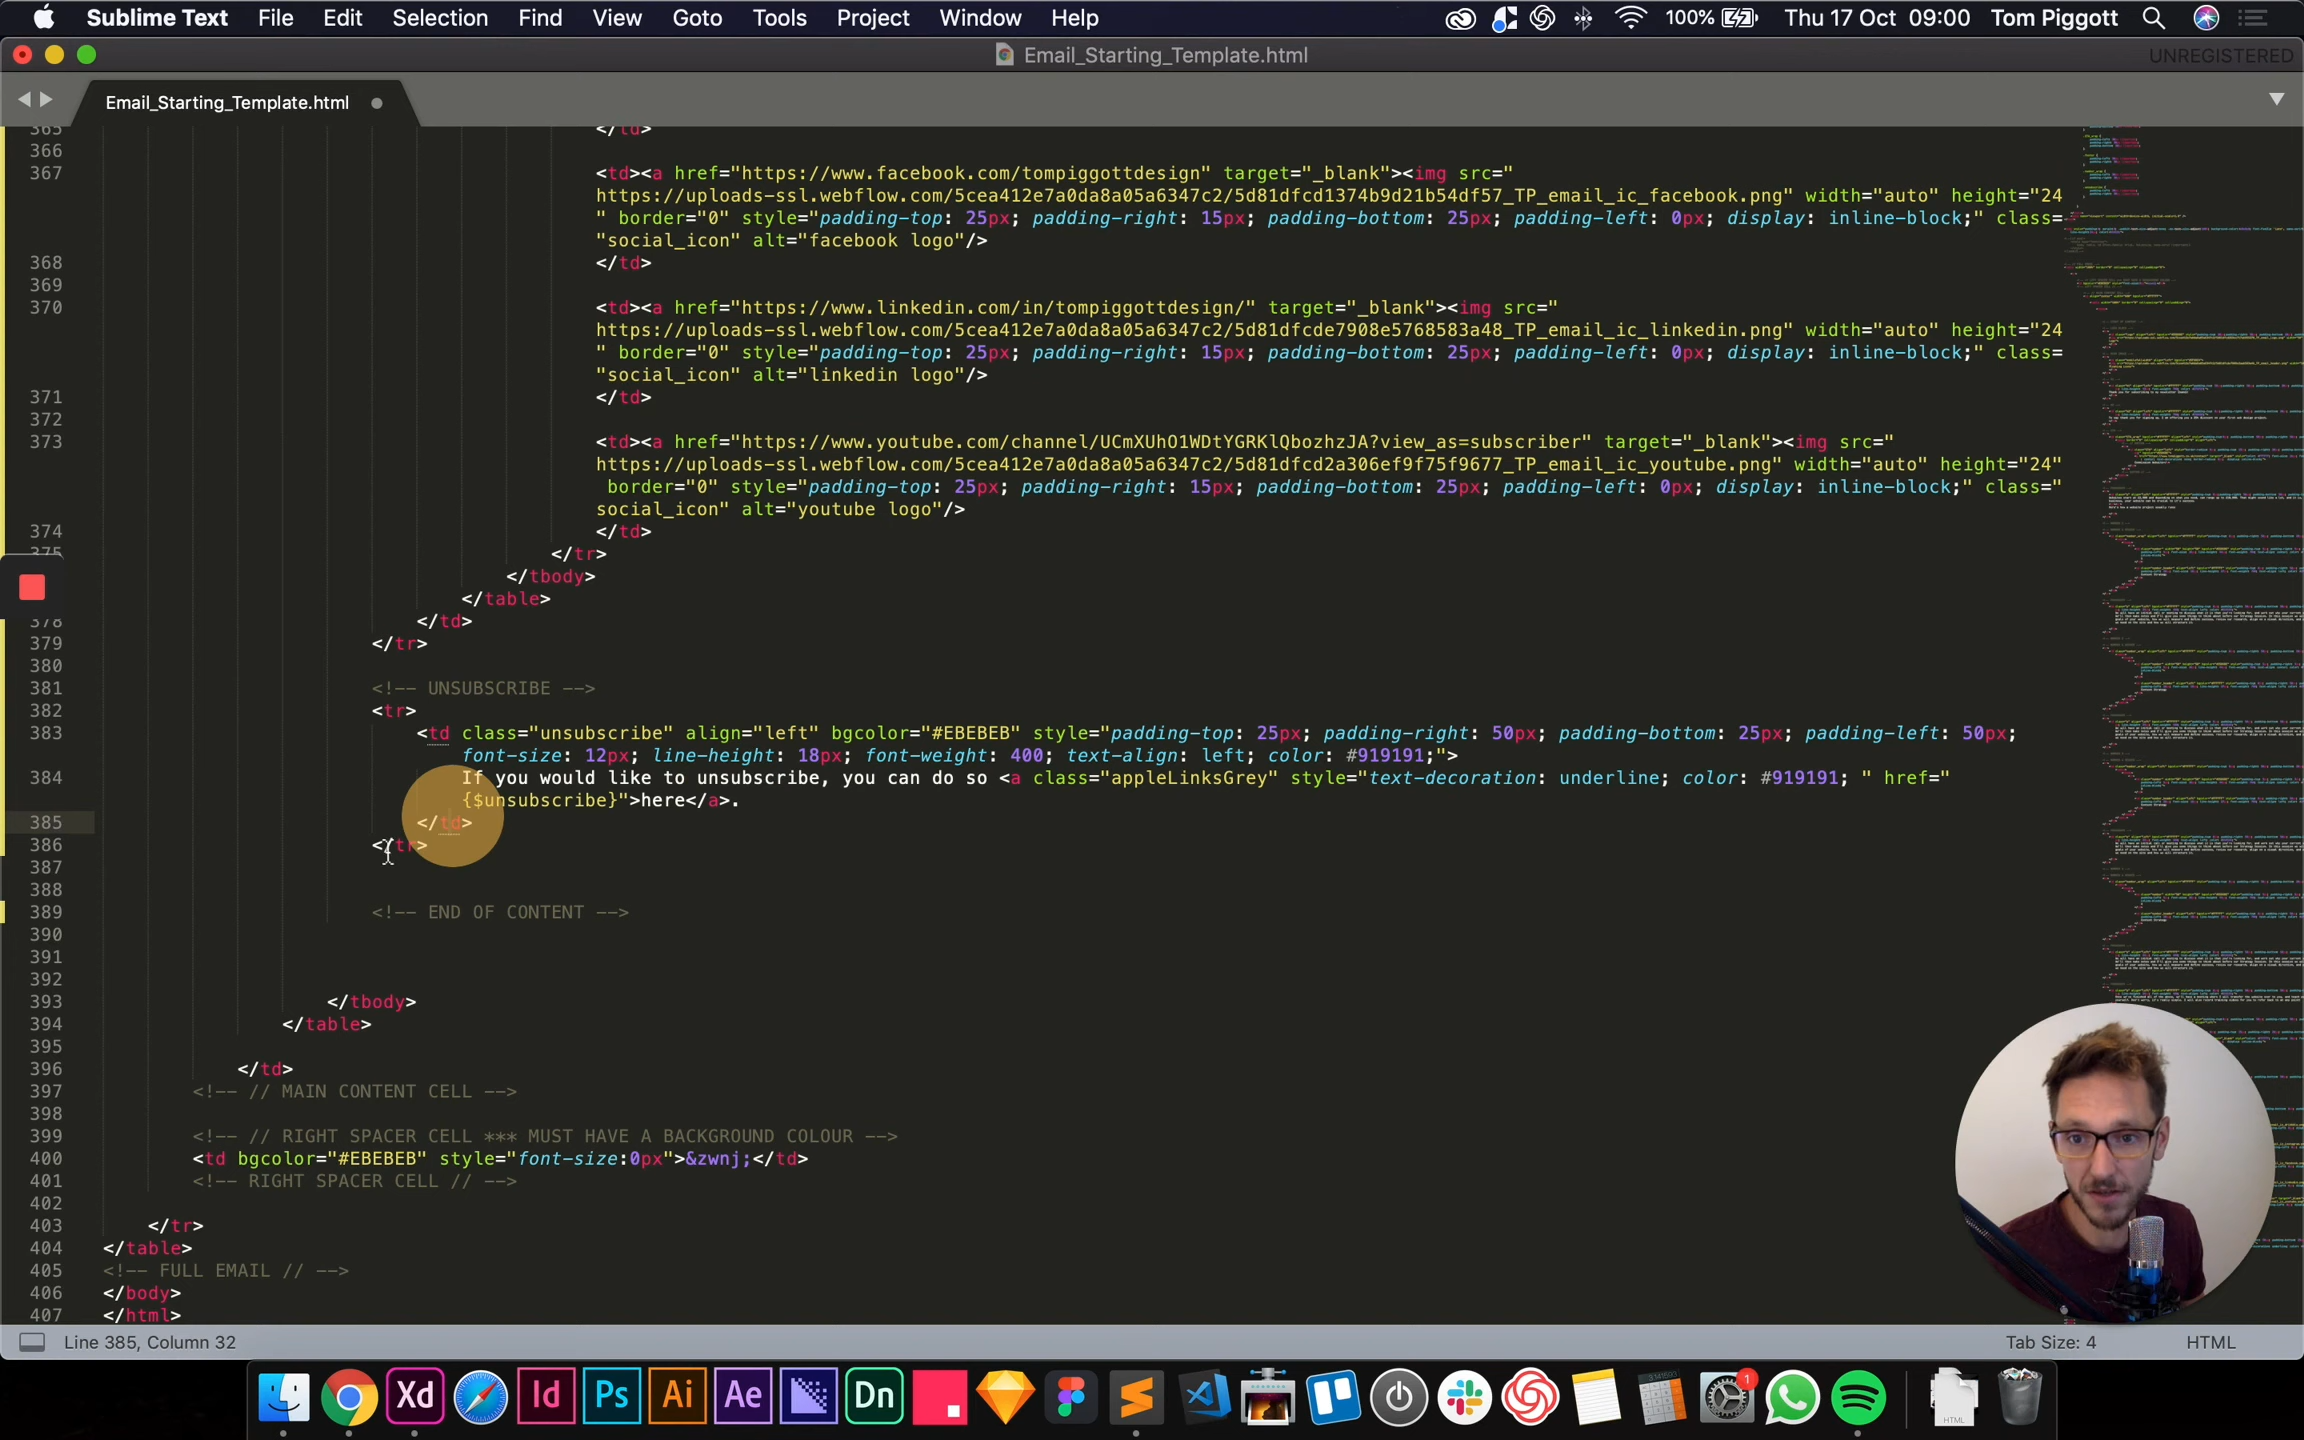 Sublime Text File Edit Selection Find View Goto Tools Project Window Help 100% Thu 17 Oct 09:00 Tom Piggott
Email_Starting_Template.html UNREGISTERED
Email_Starting_Template.html
365 </td>
366
367 <td><a href="https://www.facebook.com/tompiggottdesign" target="_blank"><img src="
https://uploads-ssl.webflow.com/5cea412e7a0da8a05a6347c2/5d81dfcd1374b9d21b54df57_TP_email_ic_facebook.png" width="auto" height="24
" border="0" style="padding-top: 25px; padding-right: 15px; padding-bottom: 25px; padding-left: 0px; display: inline-block;" class=
"social_icon" alt="facebook logo"/>
368 </td>
369
370 <td><a href="https://www.linkedin.com/in/tompiggottdesign/" target="_blank"><img src="
https://uploads-ssl.webflow.com/5cea412e7a0da8a05a6347c2/5d81dfcde7908e5768583a48_TP_email_ic_linkedin.png" width="auto" height="24
" border="0" style="padding-top: 25px; padding-right: 15px; padding-bottom: 25px; padding-left: 0px; display: inline-block;" class=
"social_icon" alt="linkedin logo"/>
371 </td>
372
373 <td><a href="https://www.youtube.com/channel/UCmXUhO1WDtYGRKlQbozhzJA?view_as=subscriber" target="_blank"><img src="
https://uploads-ssl.webflow.com/5cea412e7a0da8a05a6347c2/5d81dfcd2a306ef9f75f9677_TP_email_ic_youtube.png" width="auto" height="24"
border="0" style="padding-top: 25px; padding-right: 15px; padding-bottom: 25px; padding-left: 0px; display: inline-block;" class="
social_icon" alt="youtube logo"/>
374 </td>
375 </tr>
</tbody>
</table>
378 </td>
379 </tr>
380
381 <!-- UNSUBSCRIBE -->
382 <tr>
383 <td class="unsubscribe" align="left" bgcolor="#EBEBEB" style="padding-top: 25px; padding-right: 50px; padding-bottom: 25px; padding-left: 50px;
font-size: 12px; line-height: 18px; font-weight: 400; text-align: left; color: #919191;">
384 If you would like to unsubscribe, you can do so <a class="appleLinksGrey" style="text-decoration: underline; color: #919191; " href="
{$unsubscribe}">here</a>.
385 </td>
386 </tr>
387
388
389 <!-- END OF CONTENT -->
390
391
392
393 </tbody>
394 </table>
395
396 </td>
397 <!-- // MAIN CONTENT CELL -->
398
399 <!-- // RIGHT SPACER CELL *** MUST HAVE A BACKGROUND COLOUR -->
400 <td bgcolor="#EBEBEB" style="font-size:0px">&zwnj;</td>
401 <!-- RIGHT SPACER CELL // -->
402
403 </tr>
404 </table>
405 <!-- FULL EMAIL // -->
406 </body>
407 </html>
Line 385, Column 32 Tab Size: 4 HTML
Xd Id Ps Ai Ae Dn 1 HTML